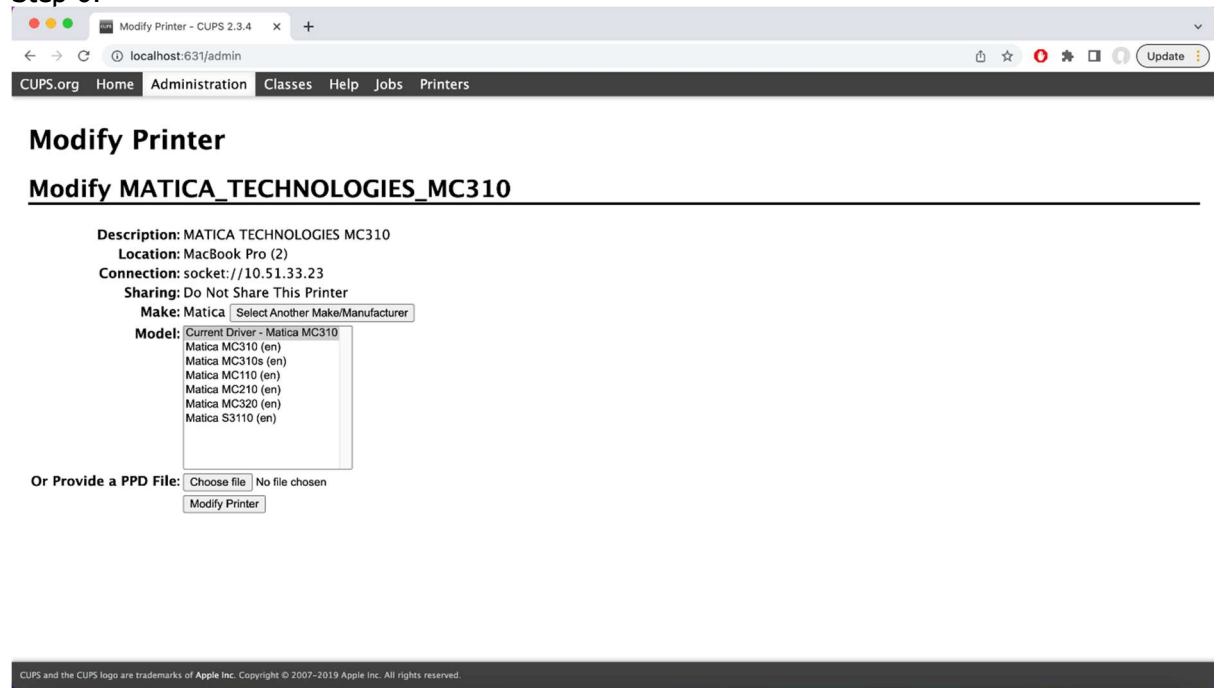 Modify Printer - CUPS 2.3.4
localhost:631/admin
Update
CUPS.org Home Administration Classes Help Jobs Printers
Modify Printer
Modify MATICA_TECHNOLOGIES_MC310
Description: MATICA TECHNOLOGIES MC310
Location: MacBook Pro (2)
Connection: socket://10.51.33.23
Sharing: Do Not Share This Printer
Make: Matica Select Another Make/Manufacturer
Model: Current Driver - Matica MC310
Matica MC310 (en)
Matica MC310s (en)
Matica MC110 (en)
Matica MC210 (en)
Matica MC320 (en)
Matica S3110 (en)
Or Provide a PPD File: Choose file No file chosen
Modify Printer
CUPS and the CUPS logo are trademarks of Apple Inc. Copyright © 2007-2019 Apple Inc. All rights reserved.